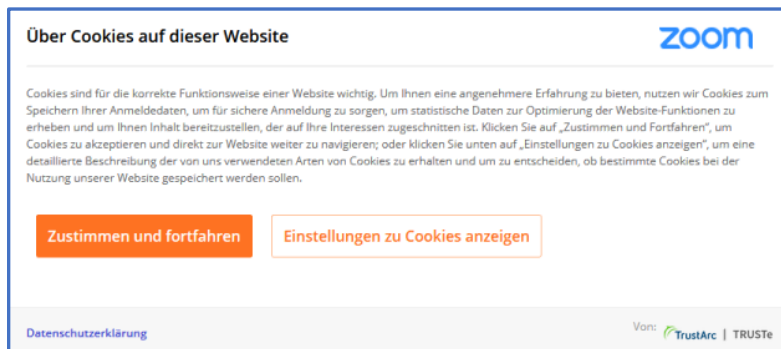 Über Cookies auf dieser Website
zoom
Cookies sind für die korrekte Funktionsweise einer Website wichtig. Um Ihnen eine angenehmere Erfahrung zu bieten, nutzen wir Cookies zum
Speichern Ihrer Anmeldedaten, um für sichere Anmeldung zu sorgen, um statistische Daten zur Optimierung der Website-Funktionen zu
erheben und um Ihnen Inhalt bereitzustellen, der auf Ihre Interessen zugeschnitten ist. Klicken Sie auf „Zustimmen und Fortfahren", um
Cookies zu akzeptieren und direkt zur Website weiter zu navigieren; oder klicken Sie unten auf „Einstellungen zu Cookies anzeigen", um eine
detaillierte Beschreibung der von uns verwendeten Arten von Cookies zu erhalten und um zu entscheiden, ob bestimmte Cookies bei der
Nutzung unserer Website gespeichert werden sollen.
Zustimmen und fortfahren
Einstellungen zu Cookies anzeigen
Datenschutzerklärung
Von: TrustArc | TRUSTe